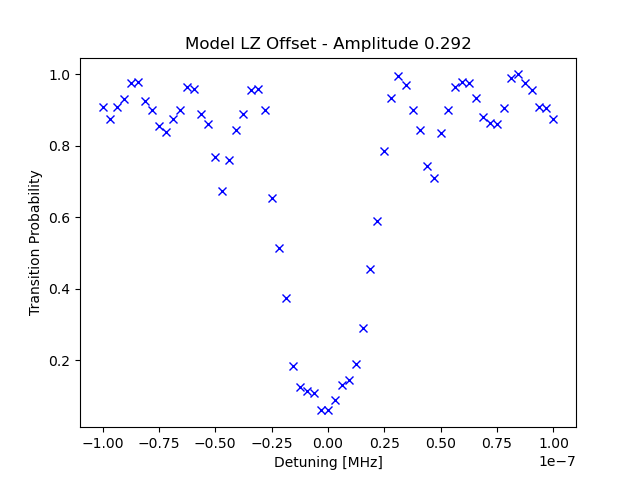 Model LZ Offset - Amplitude 0.292
Transition Probability
1.0
0.8
0.6
0.4
0.2
−1.00 −0.75 −0.50 −0.25 0.00 0.25 0.50 0.75 1.00
1e−7
Detuning [MHz]